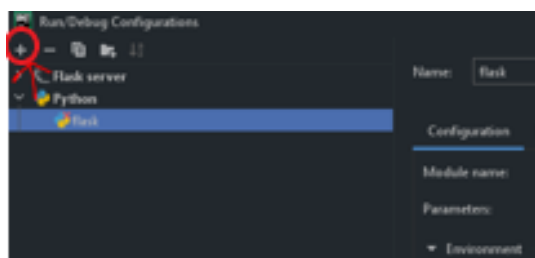 Run/Debug Configurations
Flask server
Python
flask
Name: flask
Configuration
Module name:
Parameters:
Environment